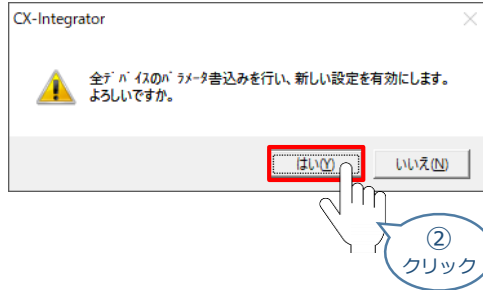 CX-Integrator
全ﾃﾞﾊﾞｲｽのﾊﾟﾗﾒｰﾀ書込みを行い、新しい設定を有効にします。
よろしいですか。
はい(Y)
いいえ(N)
②
クリック